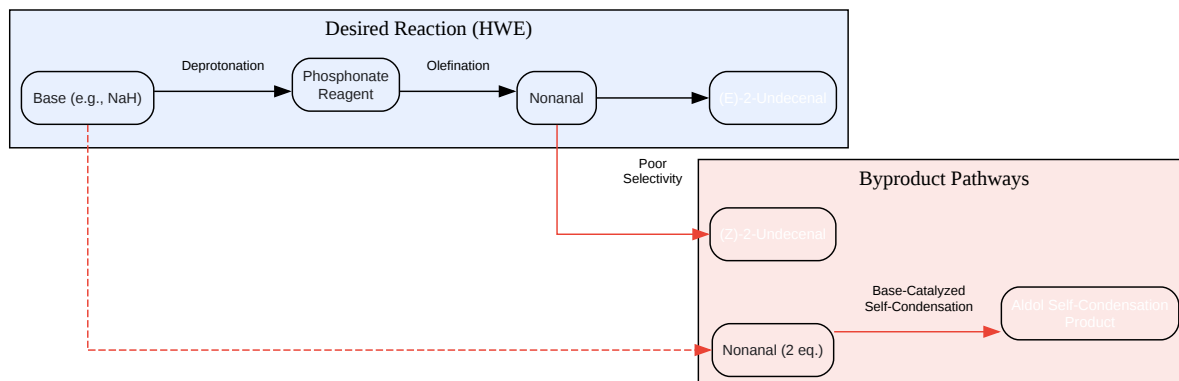 Desired Reaction (HWE)
Deprotonation
Olefination
Base (e.g., NaH)
Phosphonate
Reagent
Nonanal
(E)-2-Undecenal
Poor
Selectivity
Byproduct Pathways
(Z)-2-Undecenal
Base-Catalyzed
Self-Condensation
Nonanal (2 eq.)
Aldol Self-Condensation
Product